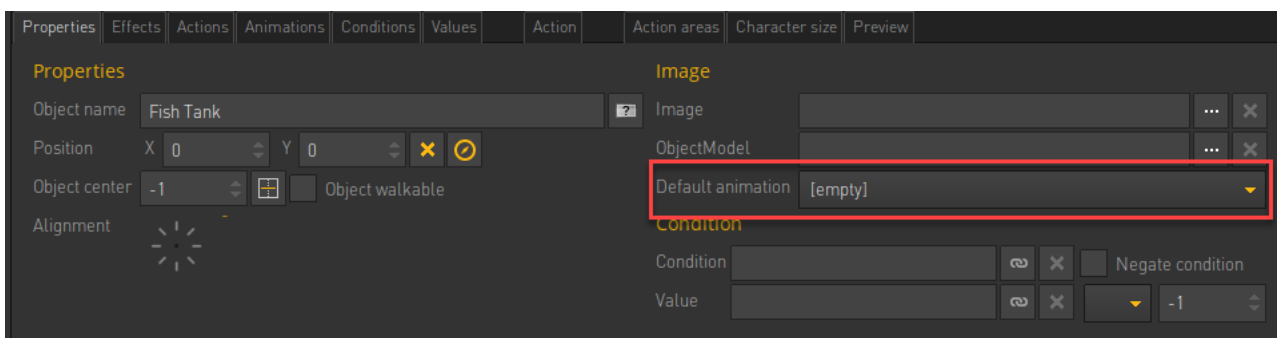 Properties Effects Actions Animations Conditions Values Action Action areas Character size Preview
Properties
Object name Fish Tank
Position X 0 Y 0
Object center -1 Object walkable
Alignment -
Image
Image ...
ObjectModel ...
Default animation [empty]
Condition
Condition Negate condition
Value -1